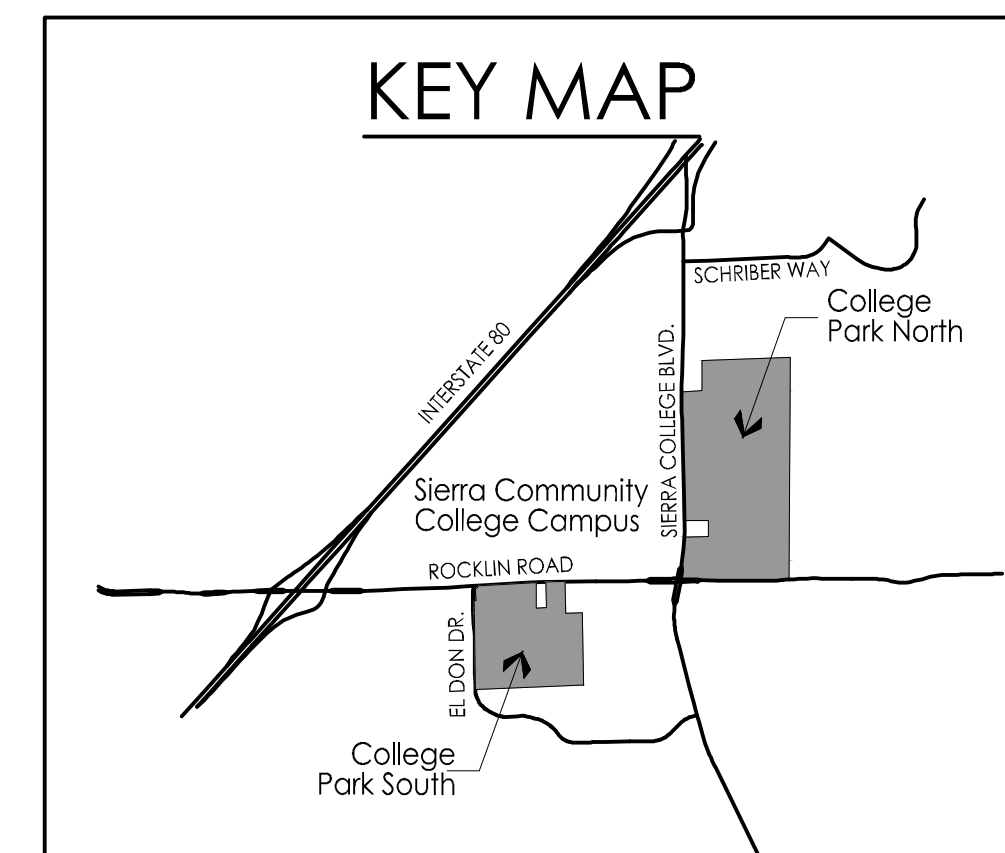 KEY MAP
SCHRIBER WAY
College
Park North
INTERSTATE 80
SIERRA COLLEGE BLVD.
Sierra Community
College Campus
ROCKLIN ROAD
EL DON DR.
College
Park South